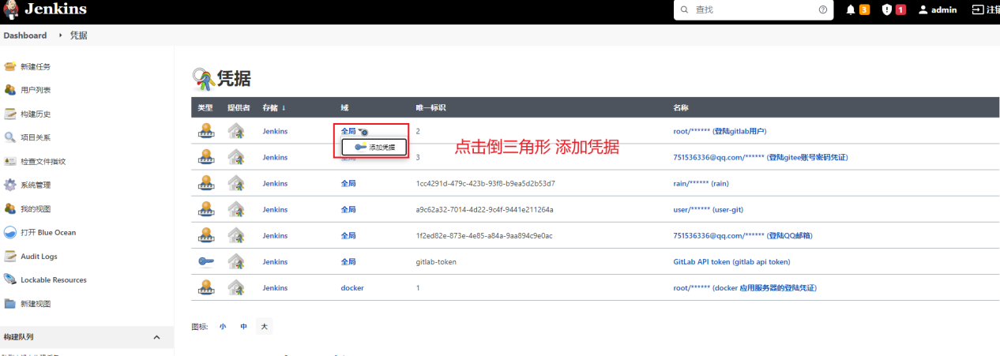 Jenkins
查找
3
1
admin
注销
Dashboard
凭据
新建任务
用户列表
构建历史
项目关系
检查文件指纹
系统管理
我的视图
打开 Blue Ocean
Audit Logs
Lockable Resources
新建视图
构建队列
凭据
类型 提供者 存储 ↓ 域 唯一标识 名称
Jenkins 全局 2 root/****** (登陆gitlab用户)
添加凭据
点击倒三角形 添加凭据
Jenkins 全局 3 751536336@qq.com/****** (登陆gitee账号密码凭证)
Jenkins 全局 1cc4291d-479c-423b-93f8-b9ea5d2b53d7 rain/****** (rain)
Jenkins 全局 a9c62a32-7014-4d22-9c4f-9441e211264a user/****** (user-git)
Jenkins 全局 1f2ed82e-873e-4e85-a84a-9aa894c9e0ac 751536336@qq.com/****** (登陆QQ邮箱)
Jenkins 全局 gitlab-token GitLab API token (gitlab api token)
Jenkins docker 1 root/****** (docker 应用服务器的登陆凭证)
图标: 小 中 大